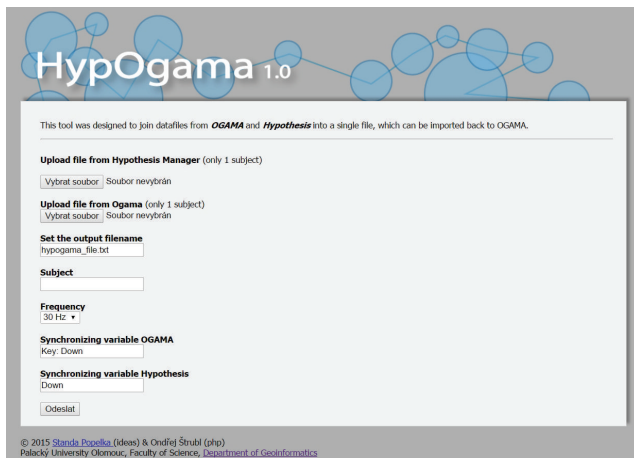 HypOgama 1.0
This tool was designed to join datafiles from OGAMA and Hypothesis into a single file, which can be imported back to OGAMA.
Upload file from Hypothesis Manager (only 1 subject)
Vybrat soubor Soubor nevybrán
Upload file from Ogama (only 1 subject)
Vybrat soubor Soubor nevybrán
Set the output filename
hypogama_file.txt
Subject
Frequency
30 Hz
Synchronizing variable OGAMA
Key: Down
Synchronizing variable Hypothesis
Down
Odeslat
© 2015 Standa Popelka (ideas) & Ondřej Štrubl (php)
Palacký University Olomouc, Faculty of Science, Department of Geoinformatics